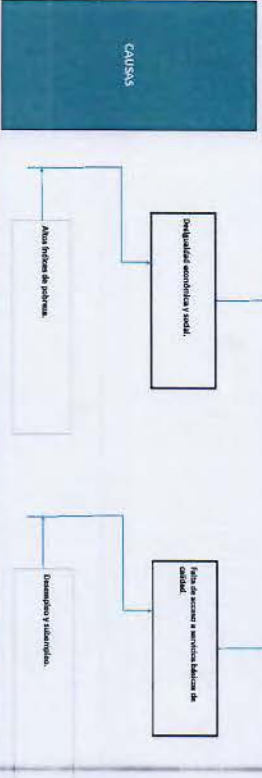 CAUSAS
Desigualdad económica y social.
Altos índices de pobreza.
Falta de acceso a servicios básicos de
calidad.
Desempleo y subempleo.